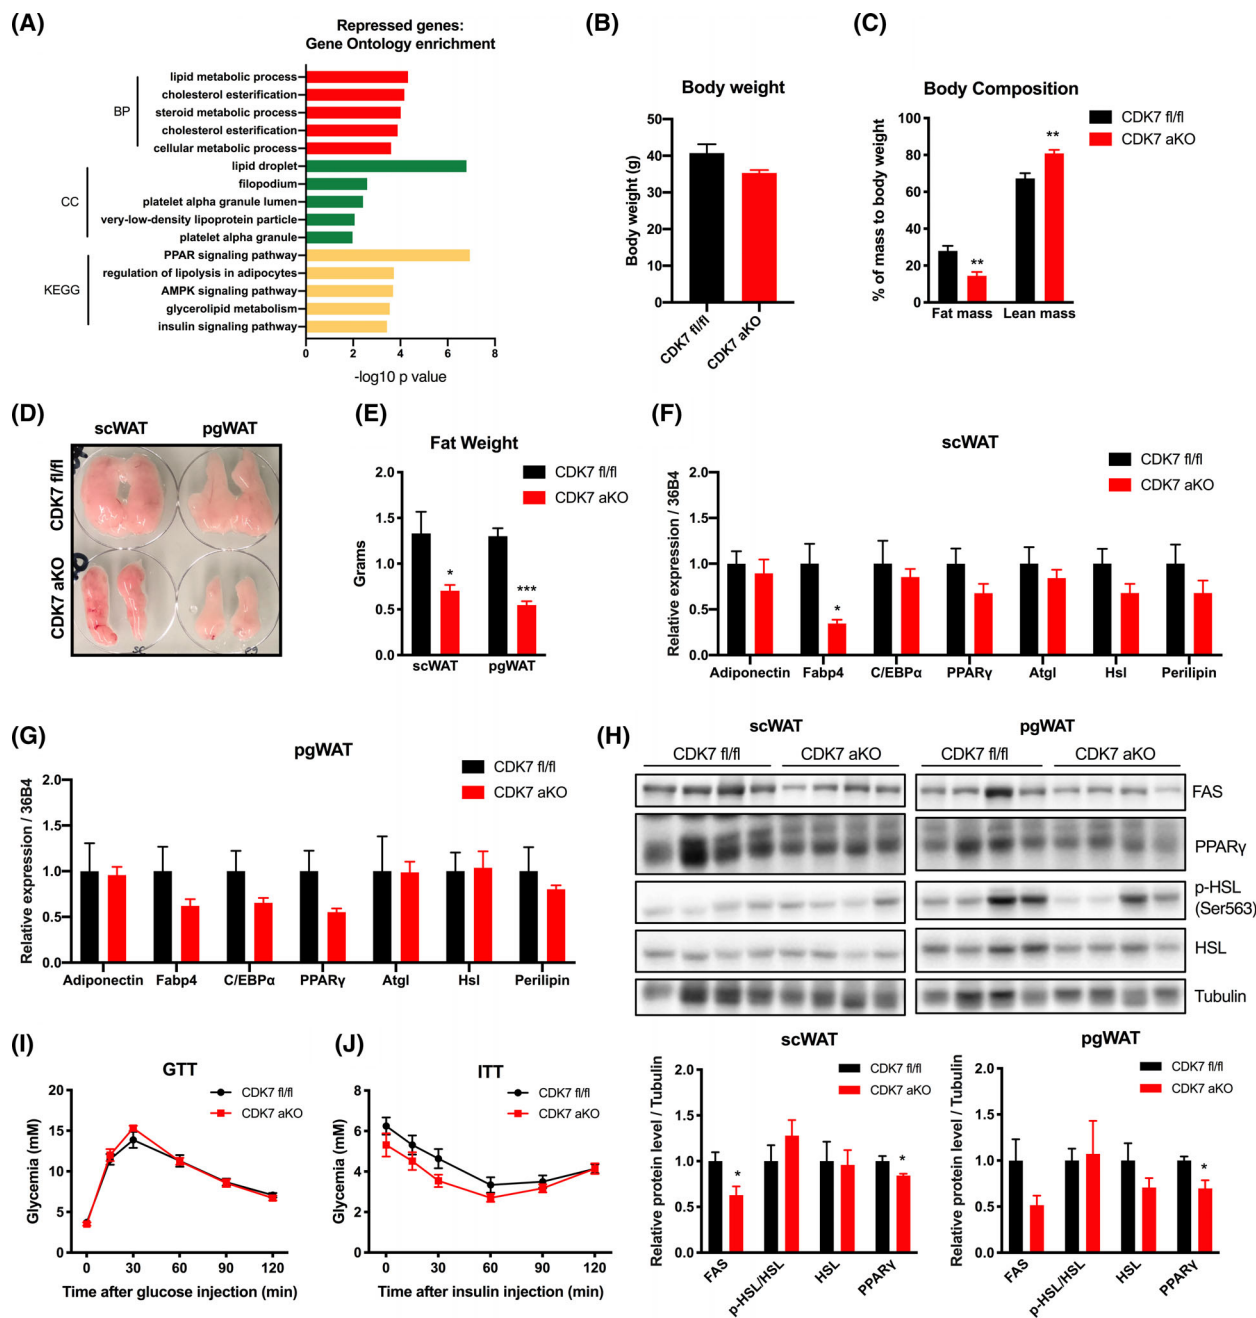 (A)
Repressed genes:
Gene Ontology enrichment
BP
lipid metabolic process
cholesterol esterification
steroid metabolic process
cholesterol esterification
cellular metabolic process
CC
lipid droplet
filopodium
platelet alpha granule lumen
very-low-density lipoprotein particle
platelet alpha granule
KEGG
PPAR signaling pathway
regulation of lipolysis in adipocytes
AMPK signaling pathway
glycerolipid metabolism
insulin signaling pathway
0 2 4 6 8
-log10 p value
(B)
Body weight
Body weight (g)
50
40
30
20
10
0
CDK7 fl/fl
CDK7 aKO
(C)
Body Composition
CDK7 fl/fl
CDK7 aKO
% of mass to body weight
100
80
60
40
20
0
**
**
Fat mass Lean mass
(D)
scWAT pgWAT
CDK7 fl/fl
CDK7 aKO
sc pg
(E)
Fat Weight
CDK7 fl/fl
CDK7 aKO
Grams
2.0
1.5
1.0
0.5
0.0
*
***
scWAT pgWAT
(F)
scWAT
CDK7 fl/fl
CDK7 aKO
Relative expression / 36B4
2.0
1.5
1.0
0.5
0.0
*
Adiponectin Fabp4 C/EBPα PPARγ Atgl Hsl Perilipin
(G)
pgWAT
CDK7 fl/fl
CDK7 aKO
Relative expression / 36B4
2.0
1.5
1.0
0.5
0.0
Adiponectin Fabp4 C/EBPα PPARγ Atgl Hsl Perilipin
(H)
scWAT pgWAT
CDK7 fl/fl CDK7 aKO CDK7 fl/fl CDK7 aKO
FAS
PPARγ
p-HSL
(Ser563)
HSL
Tubulin
scWAT
CDK7 fl/fl
CDK7 aKO
Relative protein level / Tubulin
2.0
1.5
1.0
0.5
0.0
*
*
FAS
p-HSL/HSL
HSL
PPARγ
pgWAT
CDK7 fl/fl
CDK7 aKO
Relative protein level / Tubulin
2.0
1.5
1.0
0.5
0.0
*
FAS
p-HSL/HSL
HSL
PPARγ
(I)
GTT
CDK7 fl/fl
CDK7 aKO
Glycemia (mM)
20
15
10
5
0
0 30 60 90 120
Time after glucose injection (min)
(J)
ITT
CDK7 fl/fl
CDK7 aKO
Glycemia (mM)
8
6
4
2
0
0 30 60 90 120
Time after insulin injection (min)